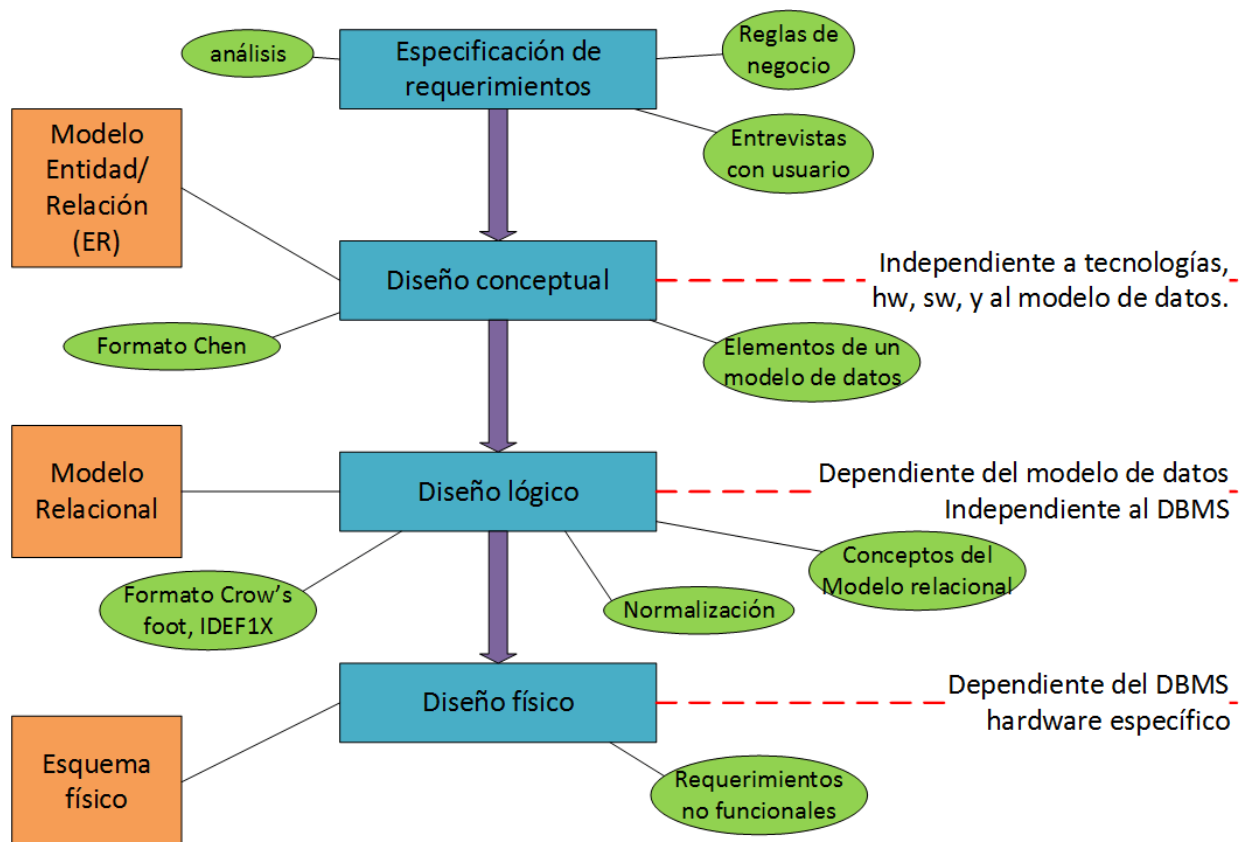 análisis
Especificación de
requerimientos
Reglas de
negocio
Entrevistas
con usuario
Modelo
Entidad/
Relación
(ER)
Diseño conceptual
Independiente a tecnologías,
hw, sw, y al modelo de datos.
Formato Chen
Elementos de un
modelo de datos
Modelo
Relacional
Diseño lógico
Dependiente del modelo de datos
Independiente al DBMS
Formato Crow’s
foot, IDEF1X
Normalización
Conceptos del
Modelo relacional
Diseño físico
Dependiente del DBMS
hardware específico
Esquema
físico
Requerimientos
no funcionales